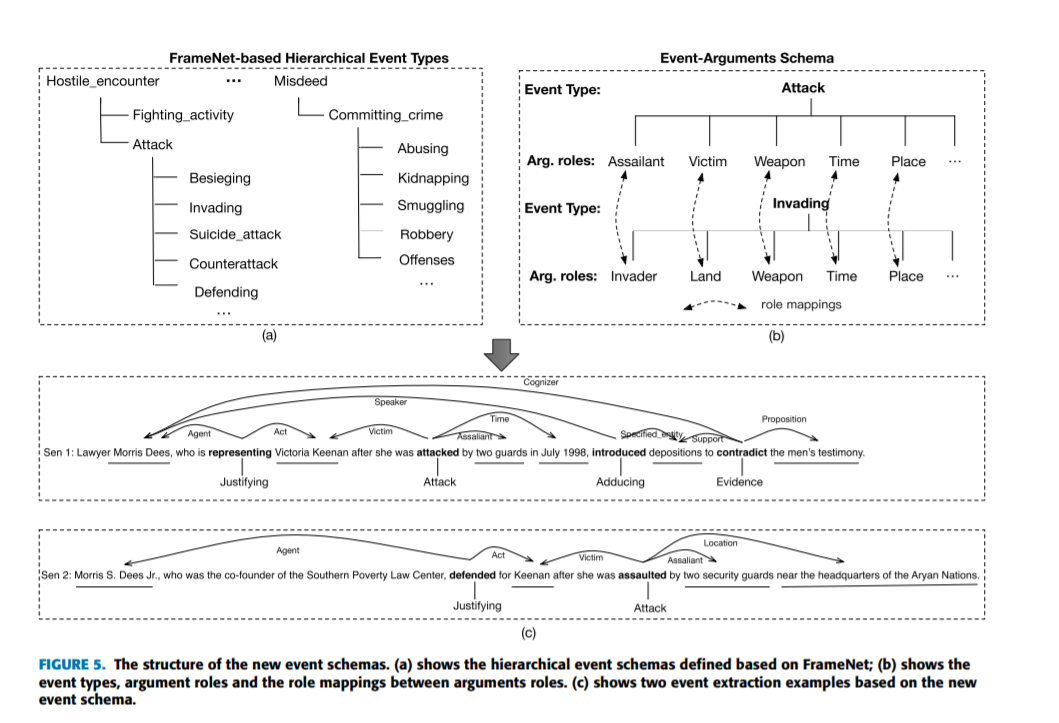 FrameNet-based Hierarchical Event Types
Hostile_encounter ... Misdeed
Fighting_activity
Committing_crime
Attack
Abusing
Besieging
Kidnapping
Invading
Smuggling
Suicide_attack
Robbery
Counterattack
Offenses
Defending
...
...
(a)
Event-Arguments Schema
Event Type: Attack
Arg. roles: Assailant Victim Weapon Time Place ...
Event Type: Invading
Arg. roles: Invader Land Weapon Time Place ...
role mappings
(b)
Cognizer
Speaker
Time
Proposition
Agent Act Victim Assaliant Specified_entity Support
Sen 1: Lawyer Morris Dees, who is representing Victoria Keenan after she was attacked by two guards in July 1998, introduced depositions to contradict the men's testimony.
Justifying Attack Adducing Evidence
Location
Agent Act Victim Assaliant
Sen 2: Morris S. Dees Jr., who was the co-founder of the Southern Poverty Law Center, defended for Keenan after she was assaulted by two security guards near the headquarters of the Aryan Nations.
Justifying Attack
(c)
FIGURE 5. The structure of the new event schemas. (a) shows the hierarchical event schemas defined based on FrameNet; (b) shows the
event types, argument roles and the role mappings between arguments roles. (c) shows two event extraction examples based on the new
event schema.